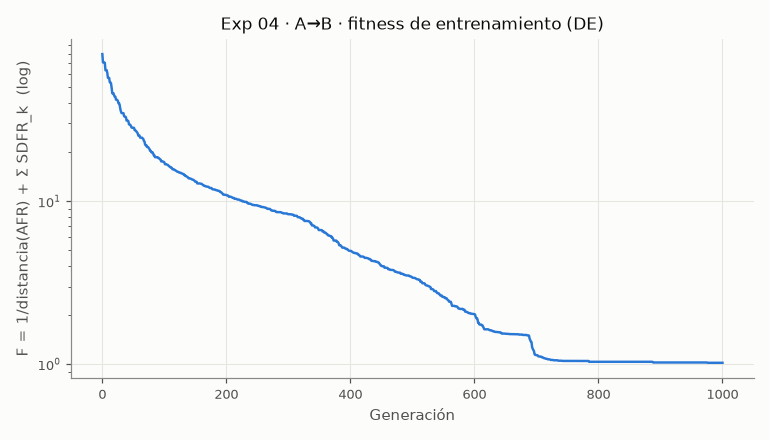 Exp 04 · A→B · fitness de entrenamiento (DE)
F = 1/distancia(AFR) + Σ SDFR_k (log)
10¹
10⁰
0 200 400 600 800 1000
Generación